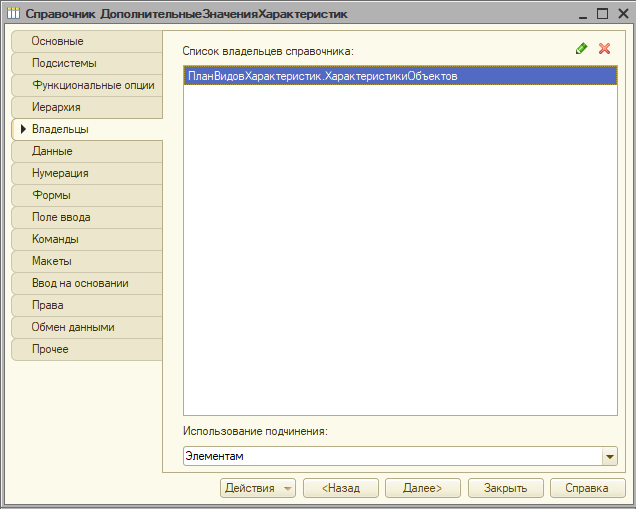 Справочник ДополнительныеЗначенияХарактеристик
Основные
Подсистемы
Функциональные опции
Иерархия
Владельцы
Данные
Нумерация
Формы
Поле ввода
Команды
Макеты
Ввод на основании
Права
Обмен данными
Прочее
Список владельцев справочника:
ПланВидовХарактеристик.ХарактеристикиОбъектов
Использование подчинения:
Элементам
Действия
<Назад
Далее>
Закрыть
Справка